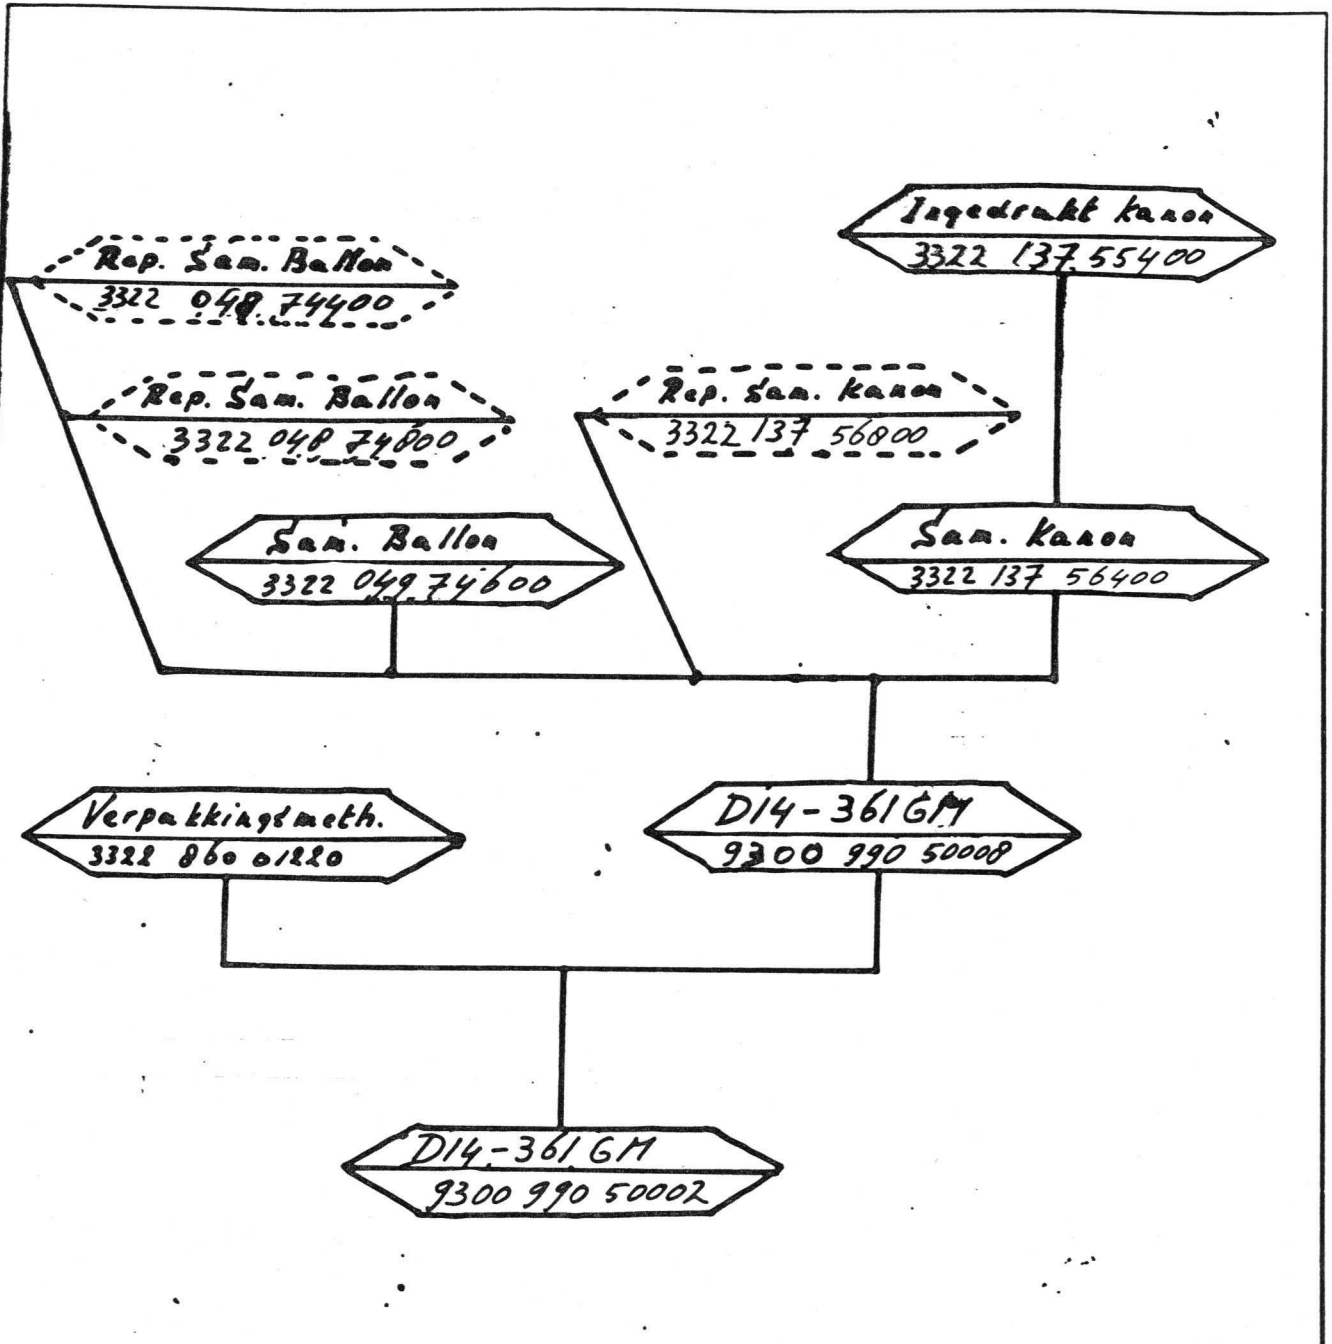 Ingedrukt Kanon
3322 137 55400
Rep. Sam. Ballon
3322 049 74400
Rep. Sam. Ballon
3322 048 74800
Rep. Sam. Kanon
3322 137 56800
Sam. Ballon
3322 049 74600
Sam. Kanon
3322 137 56400
Verpakkingsmeth.
3322 860 01220
D14-361GM
9300 990 50008
D14-361GM
9300 990 50002